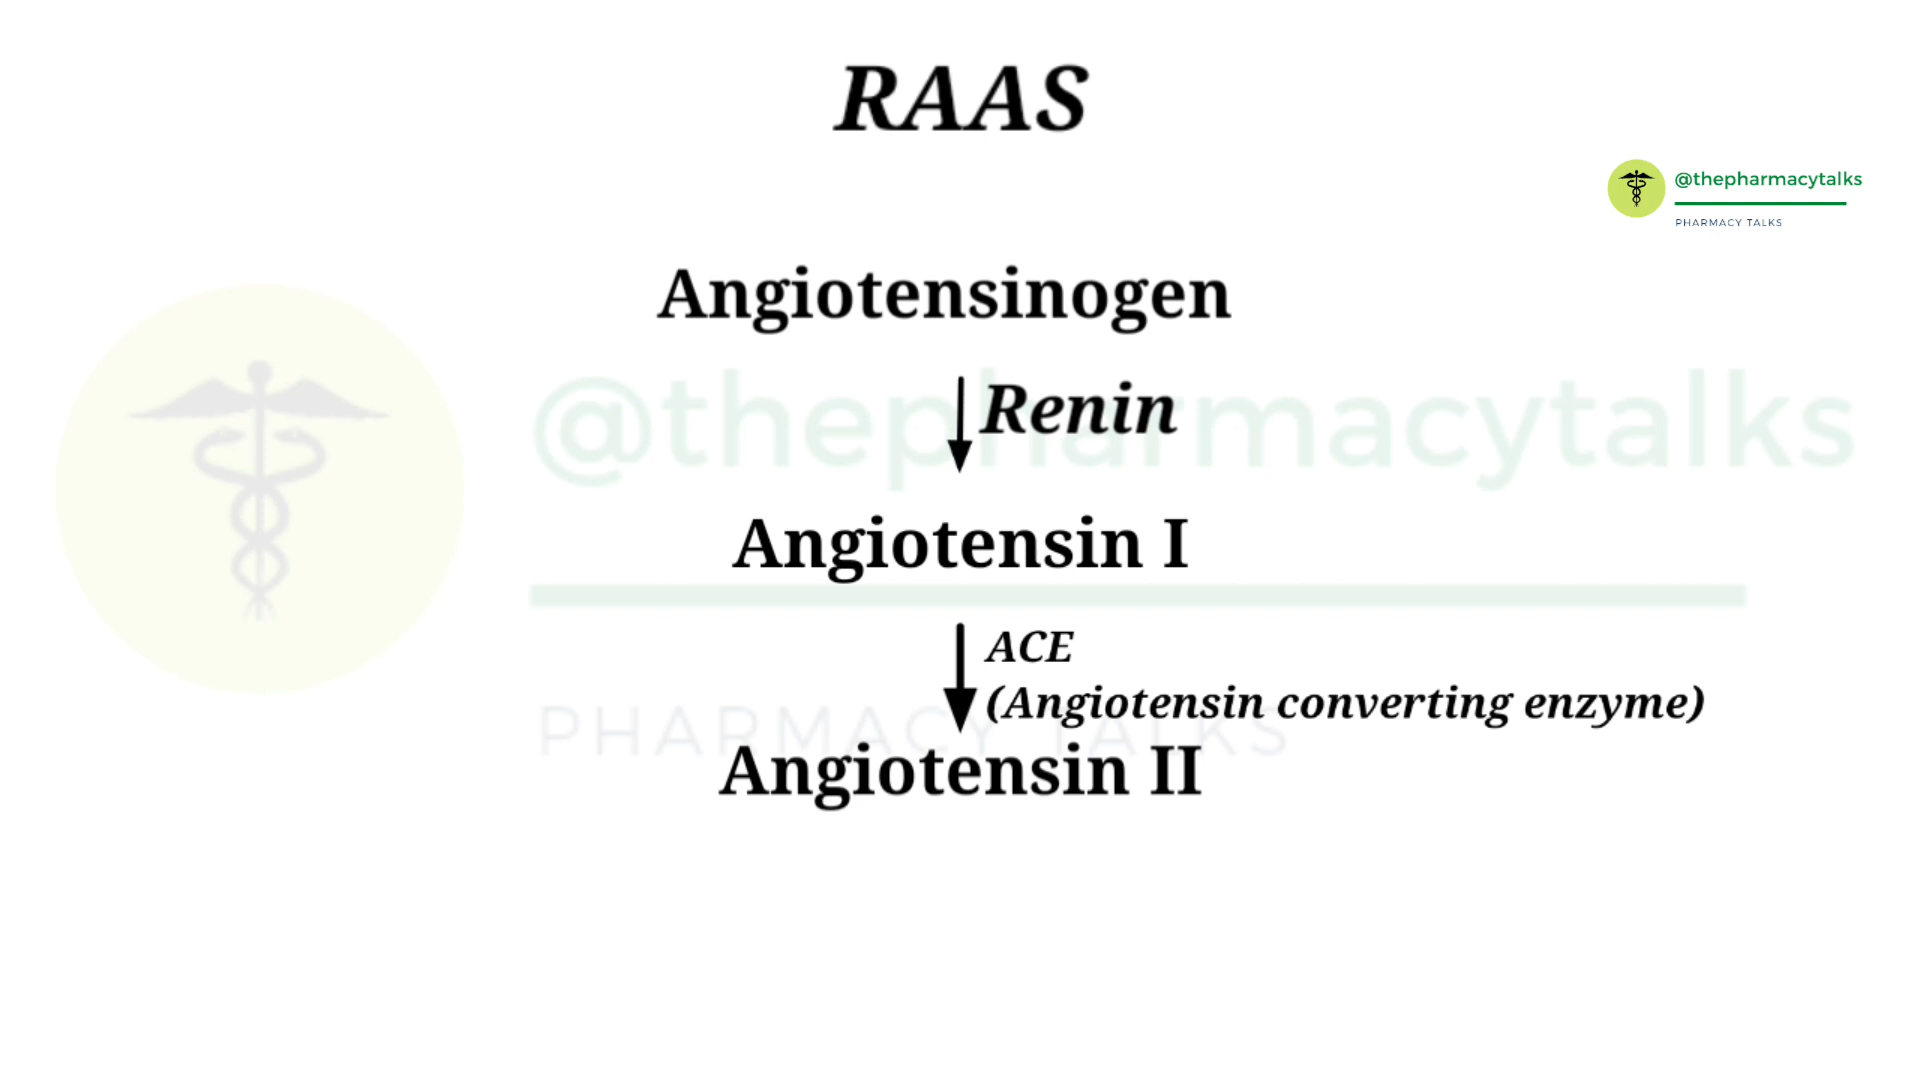 RAAS
@thepharmacytalks
PHARMACY TALKS
Angiotensinogen
@thepharmacytalks
Renin
Angiotensin I
ACE
(Angiotensin converting enzyme)
PHARMACY TALKS
Angiotensin II